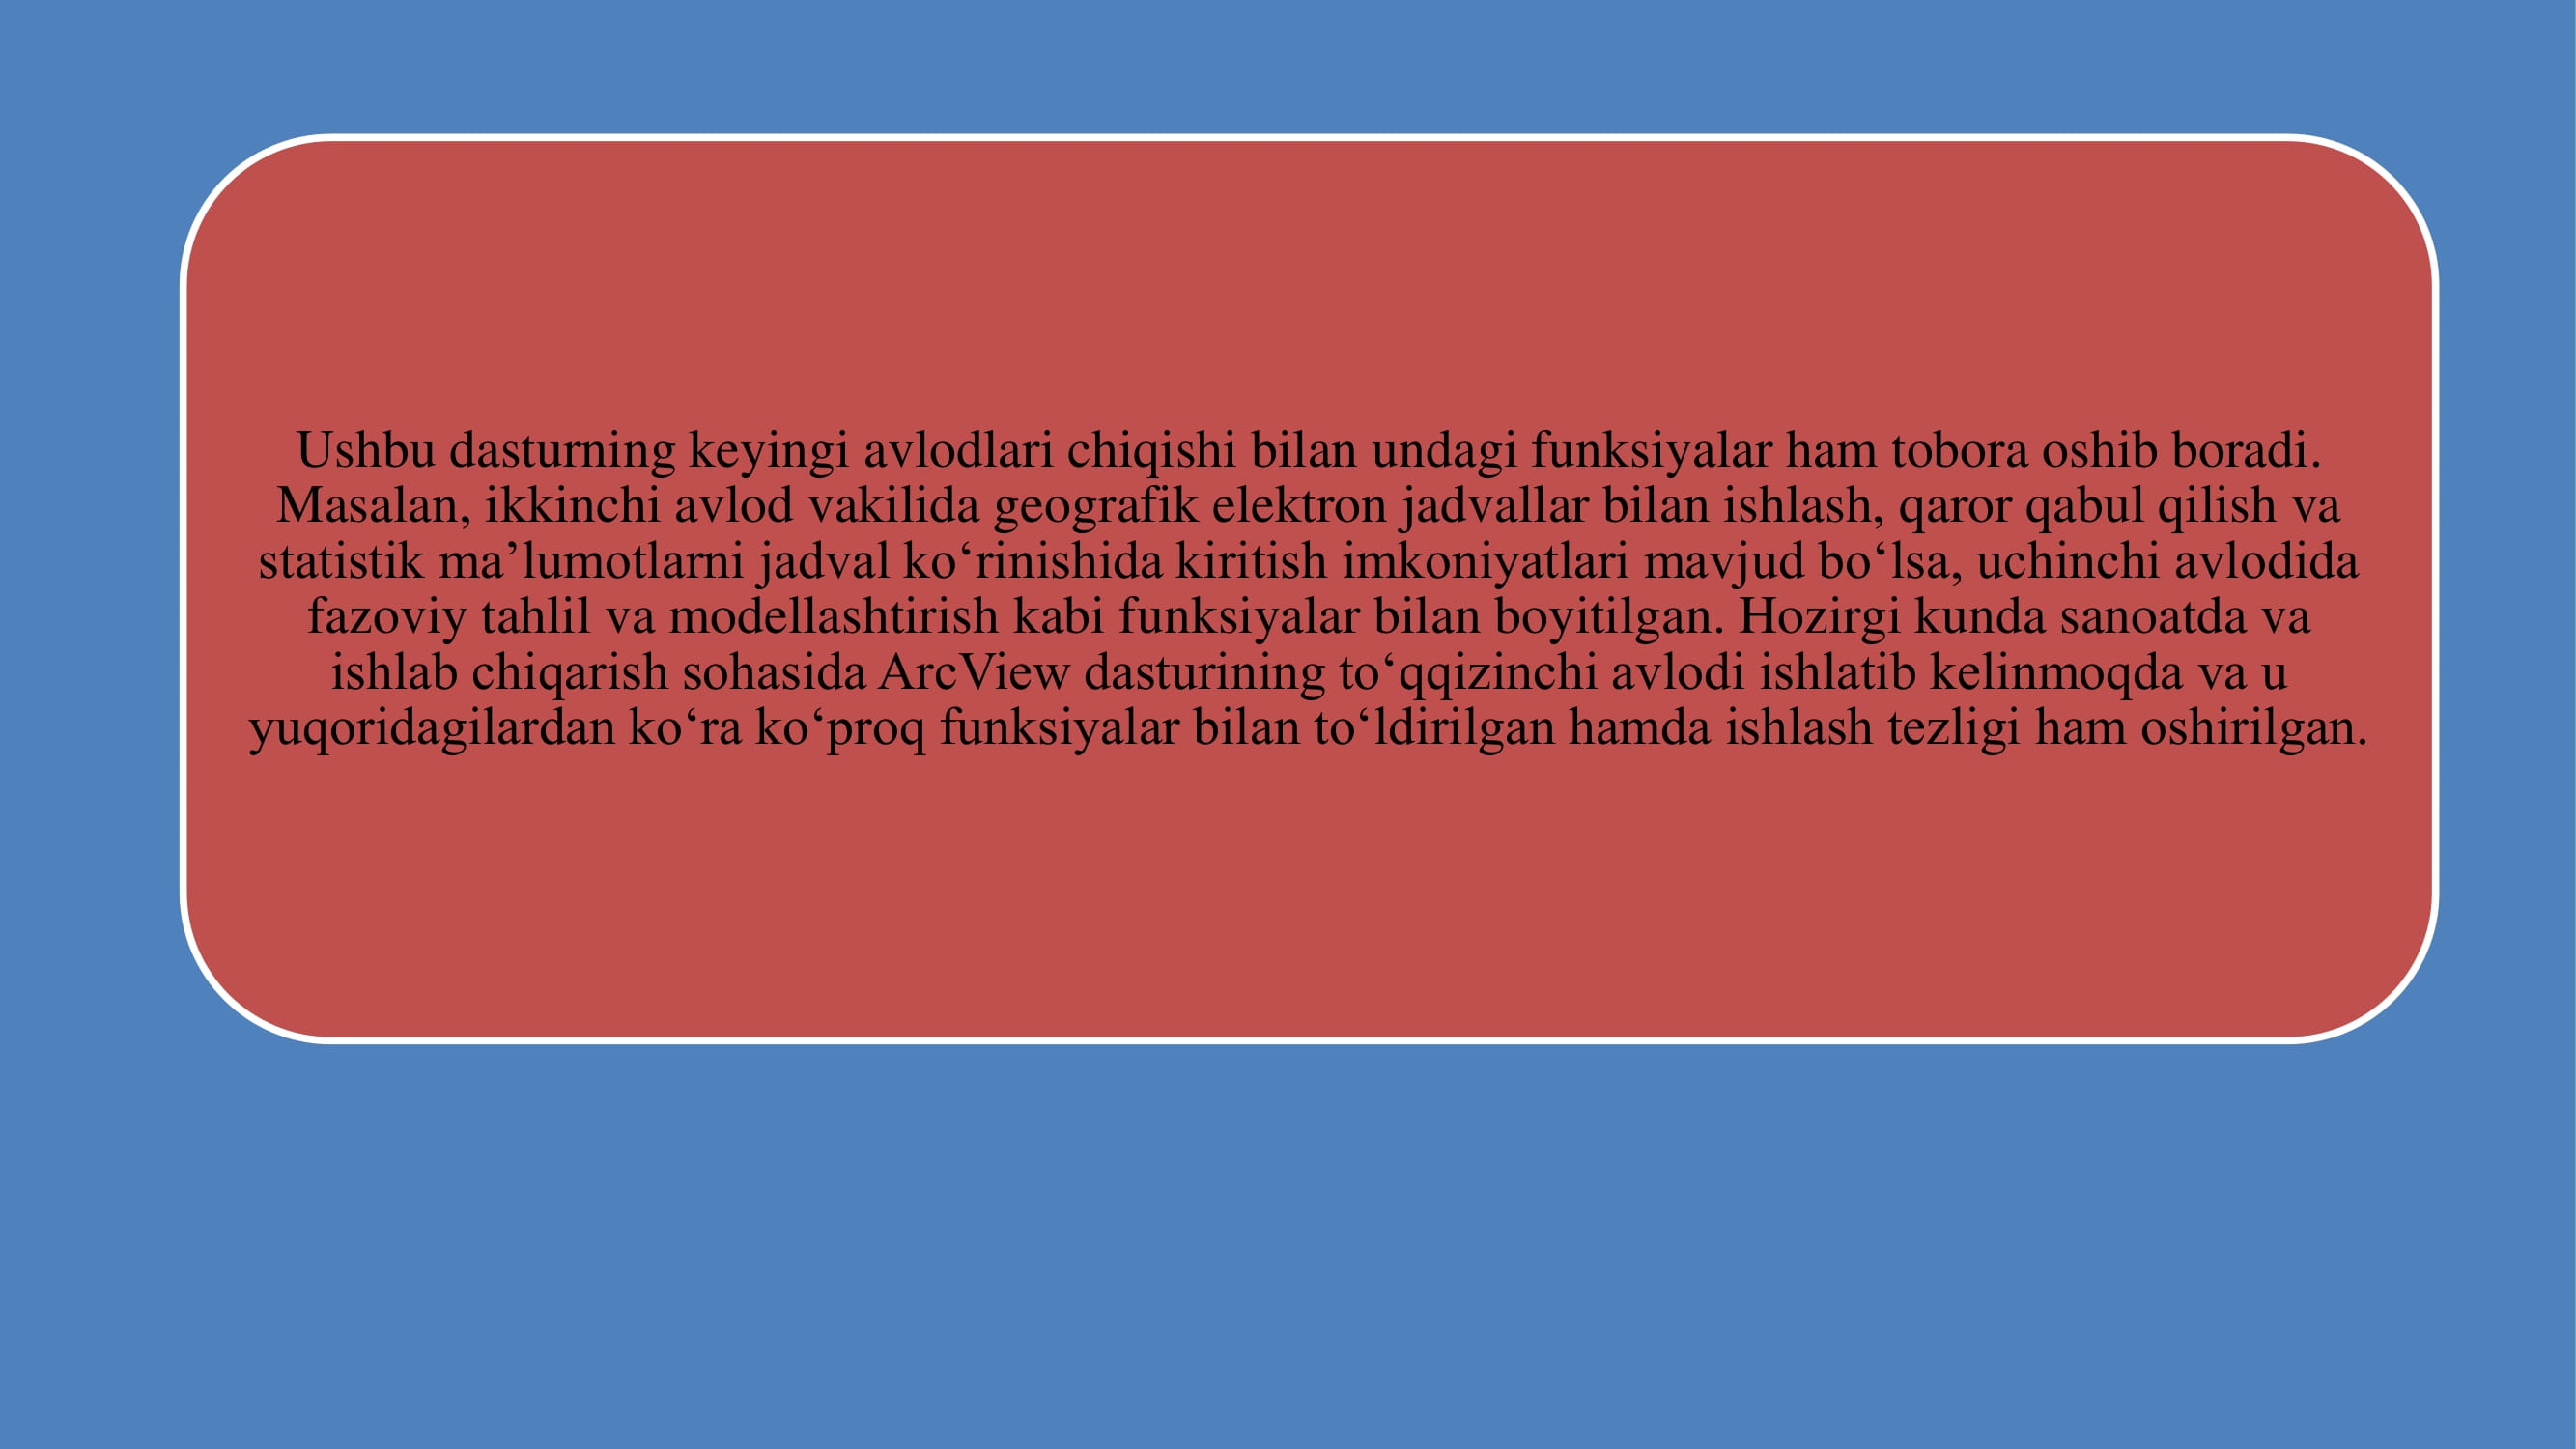 Ushbu dasturning keyingi avlodlari chiqishi bilan undagi funksiyalar ham tobora oshib boradi.
Masalan, ikkinchi avlod vakilida geografik elektron jadvallar bilan ishlash, qaror qabul qilish va
statistik ma’lumotlarni jadval ko‘rinishida kiritish imkoniyatlari mavjud bo‘lsa, uchinchi avlodida
fazoviy tahlil va modellashtirish kabi funksiyalar bilan boyitilgan. Hozirgi kunda sanoatda va
ishlab chiqarish sohasida ArcView dasturining to‘qqizinchi avlodi ishlatib kelinmoqda va u
yuqoridagilardan ko‘ra ko‘proq funksiyalar bilan to‘ldirilgan hamda ishlash tezligi ham oshirilgan.